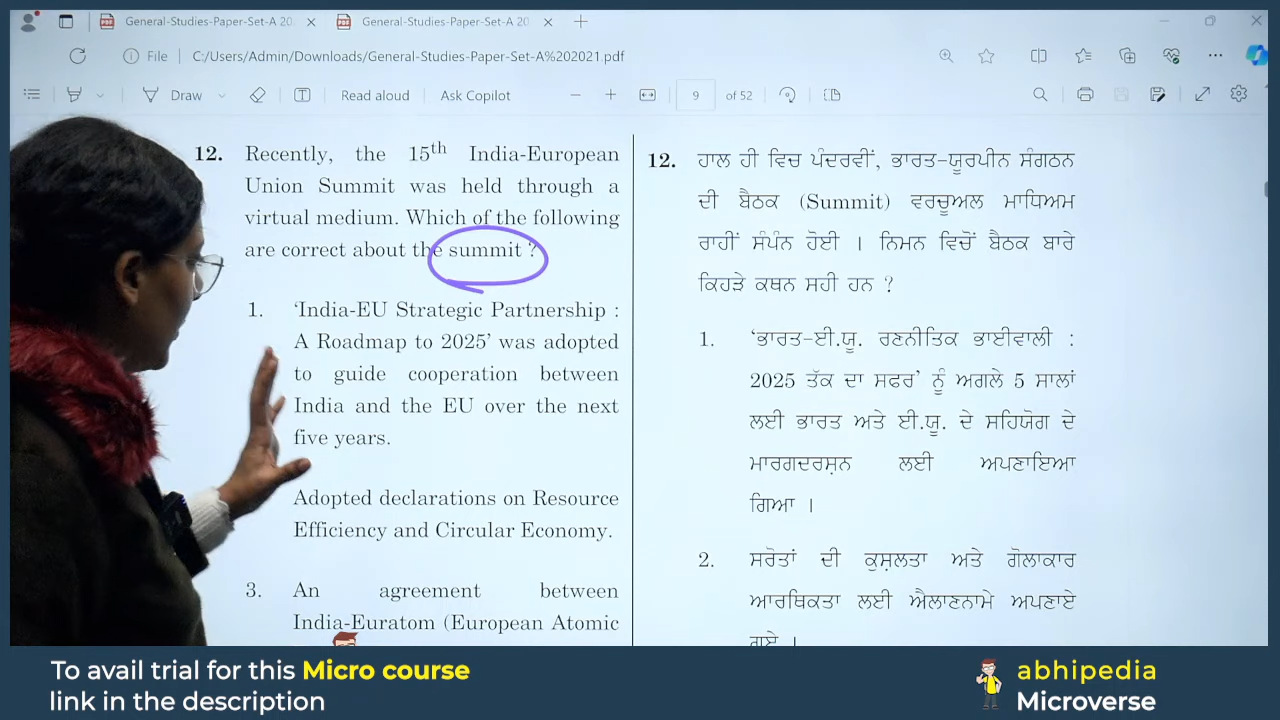 General-Studies-Paper-Set-A 202
General-Studies-Paper-Set-A 20
File
C:/Users/Admin/Downloads/General-Studies-Paper-Set-A%202021.pdf
Draw
Read aloud
Ask Copilot
9
of 52
12. Recently, the 15th India-European
Union Summit was held through a
virtual medium. Which of the following
are correct about the summit ?
1. ‘India-EU Strategic Partnership :
A Roadmap to 2025’ was adopted
to guide cooperation between
India and the EU over the next
five years.
Adopted declarations on Resource
Efficiency and Circular Economy.
3. An agreement between
India-Euratom (European Atomic
12. ਹਾਲ ਹੀ ਵਿਚ ਪੰਦਰਵੀਂ, ਭਾਰਤ-ਯੂਰਪੀਨ ਸੰਗਠਨ
ਦੀ ਬੈਠਕ (Summit) ਵਰਚੂਅਲ ਮਾਧਿਅਮ
ਰਾਹੀਂ ਸੰਪੰਨ ਹੋਈ । ਨਿਮਨ ਵਿਚੋਂ ਬੈਠਕ ਬਾਰੇ
ਕਿਹੜੇ ਕਥਨ ਸਹੀ ਹਨ ?
1. ‘ਭਾਰਤ-ਈ.ਯੂ. ਰਣਨੀਤਿਕ ਭਾਈਵਾਲੀ :
2025 ਤੱਕ ਦਾ ਸਫਰ’ ਨੂੰ ਅਗਲੇ 5 ਸਾਲਾਂ
ਲਈ ਭਾਰਤ ਅਤੇ ਈ.ਯੂ. ਦੇ ਸਹਿਯੋਗ ਦੇ
ਮਾਰਗਦਰਸ਼ਨ ਲਈ ਅਪਣਾਇਆ
ਗਿਆ ।
2. ਸਰੋਤਾਂ ਦੀ ਕੁਸ਼ਲਤਾ ਅਤੇ ਗੋਲਾਕਾਰ
ਆਰਥਿਕਤਾ ਲਈ ਐਲਾਣਨਾਮੇ ਅਪਣਾਏ
ਗਏ ।
To avail trial for this Micro course
link in the description
abhipedia
Microverse